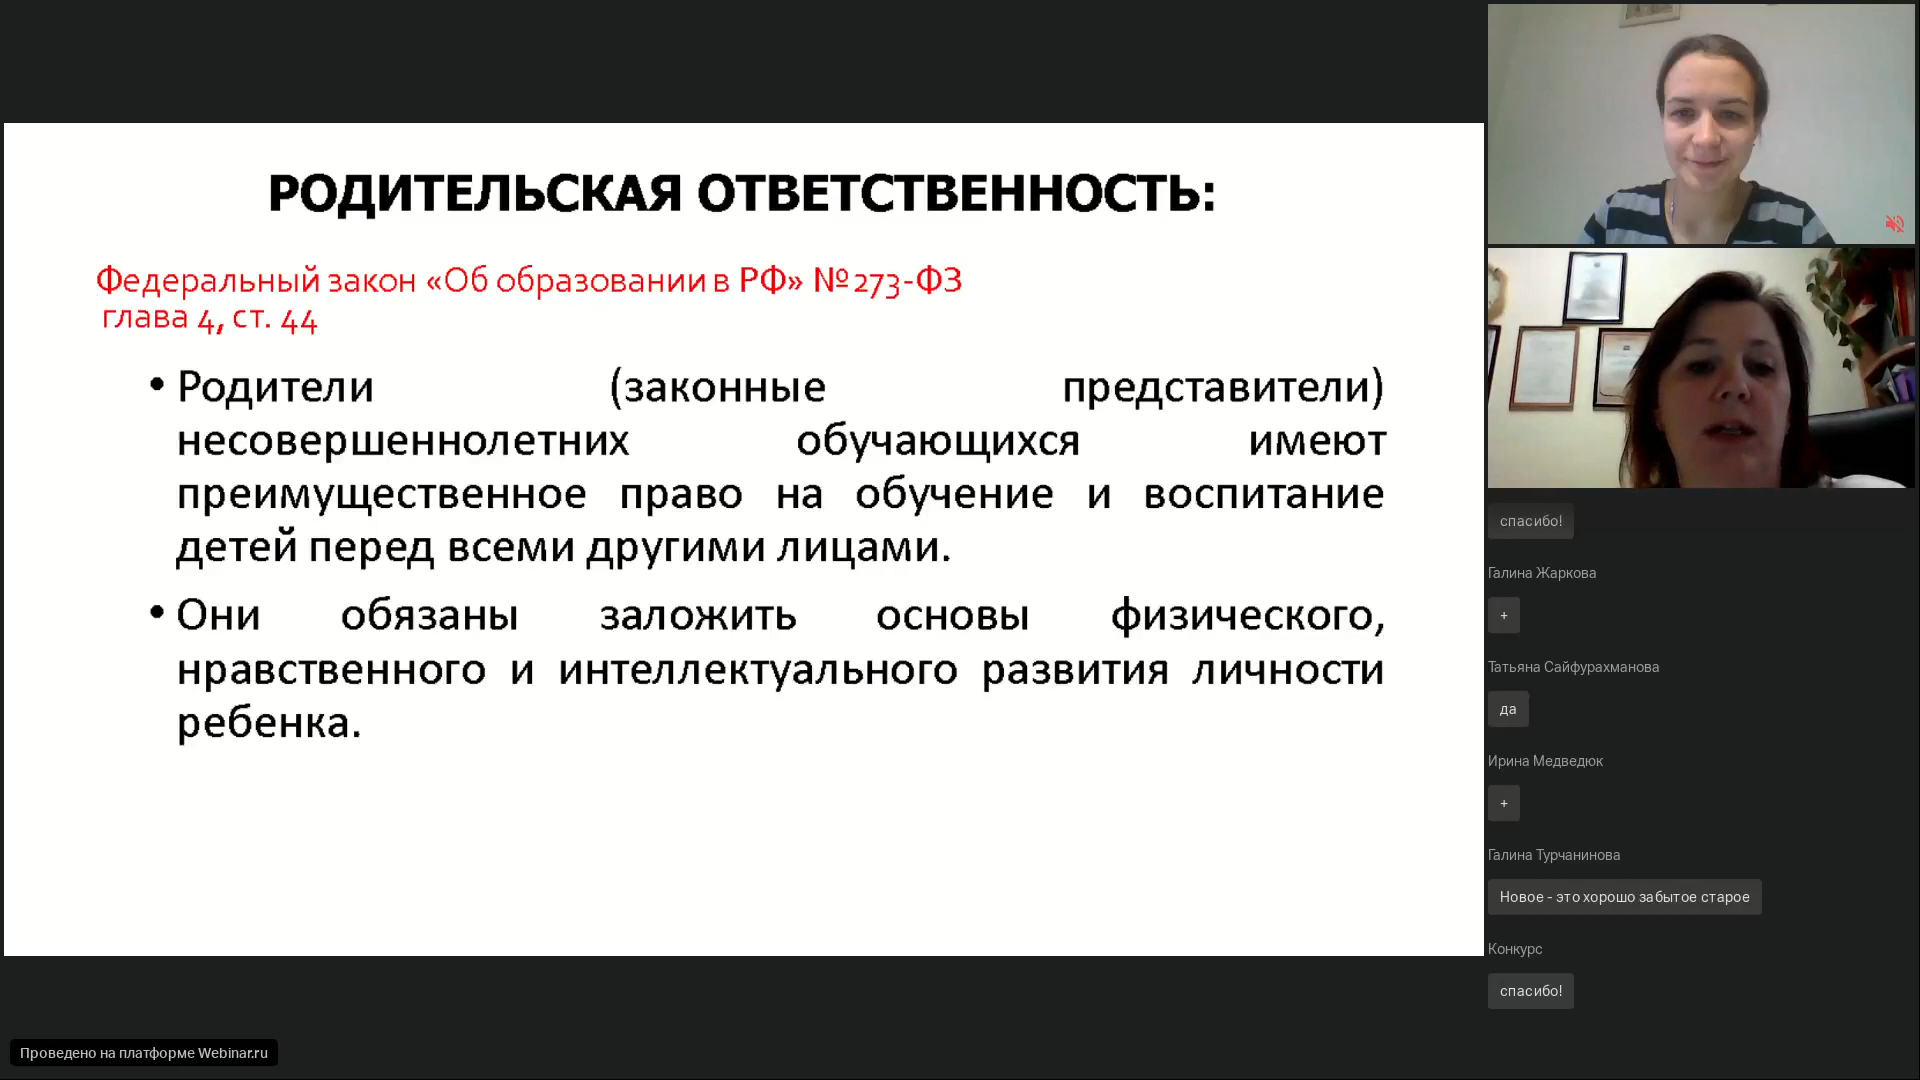 РОДИТЕЛЬСКАЯ ОТВЕТСТВЕННОСТЬ:
Федеральный закон «Об образовании в РФ» №273-ФЗ
глава 4, ст. 44
• Родители (законные представители)
несовершеннолетних обучающихся имеют
преимущественное право на обучение и воспитание
детей перед всеми другими лицами.
• Они обязаны заложить основы физического,
нравственного и интеллектуального развития личности
ребенка.
спасибо!
Галина Жаркова
+
Татьяна Сайфурахманова
да
Ирина Медведюк
+
Галина Турчанинова
Новое - это хорошо забытое старое
Конкурс
спасибо!
Проведено на платформе Webinar.ru